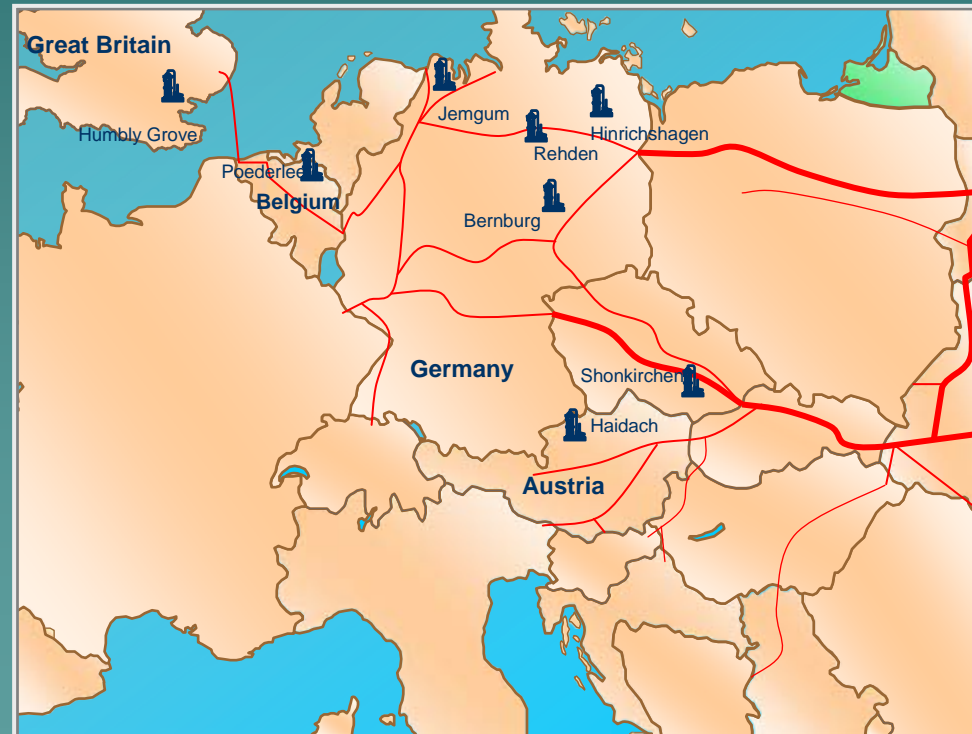 Great Britain
Jemgum
Humbly Grove
Hinrichshagen
Rehden
Poederlee
Belgium
Bernburg
Germany
Shonkirchen
Haidach
Austria